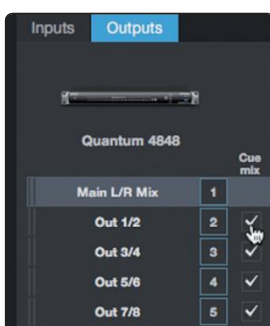 Inputs Outputs
Quantum 4848
Cue
mix
Main L/R Mix 1
Out 1/2 2
Out 3/4 3
Out 5/6 4
Out 7/8 5